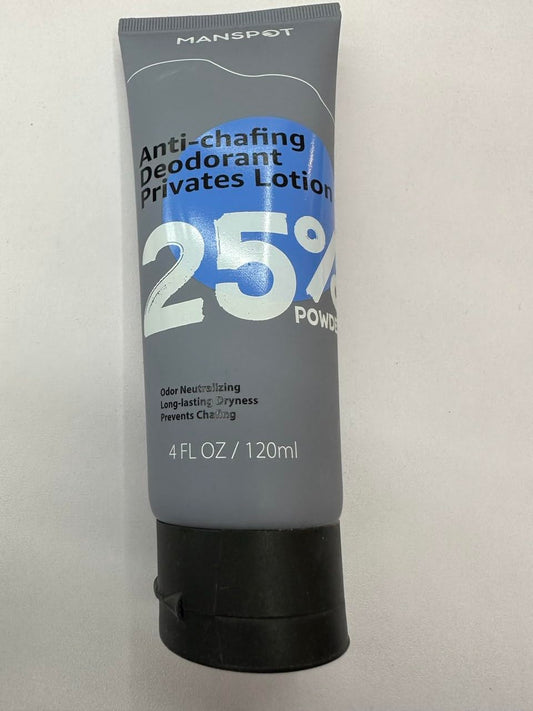 MANSPOT
Anti-chafing
Deodorant
Privates Lotion
25%
Odor Neutralizing
Long-lasting Dryness
Prevents Chafing
4 FL OZ / 120ml